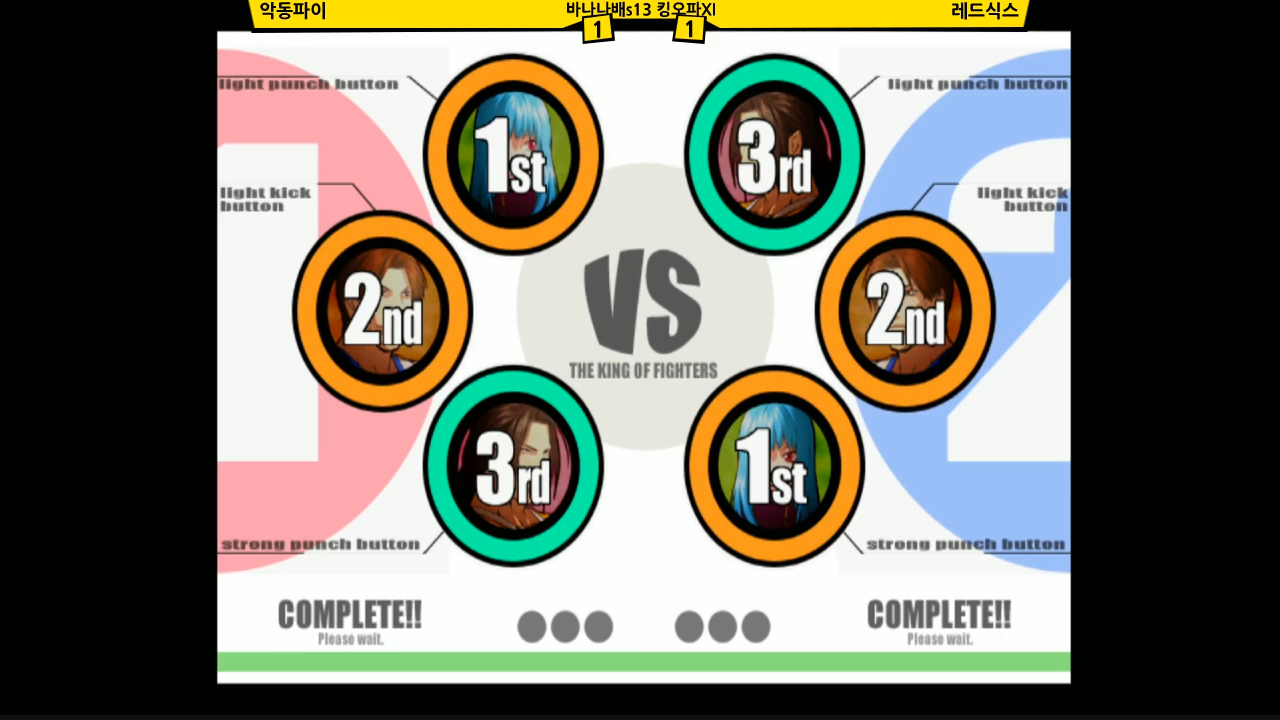 악동파이
바나나배s13 킹오파XI
레드식스
1
1
light punch button
light punch button
1st
3rd
light kick
button
light kick
button
2nd
2nd
VS
THE KING OF FIGHTERS
3rd
1st
strong punch button
strong punch button
COMPLETE!!
Please wait.
COMPLETE!!
Please wait.
1
2